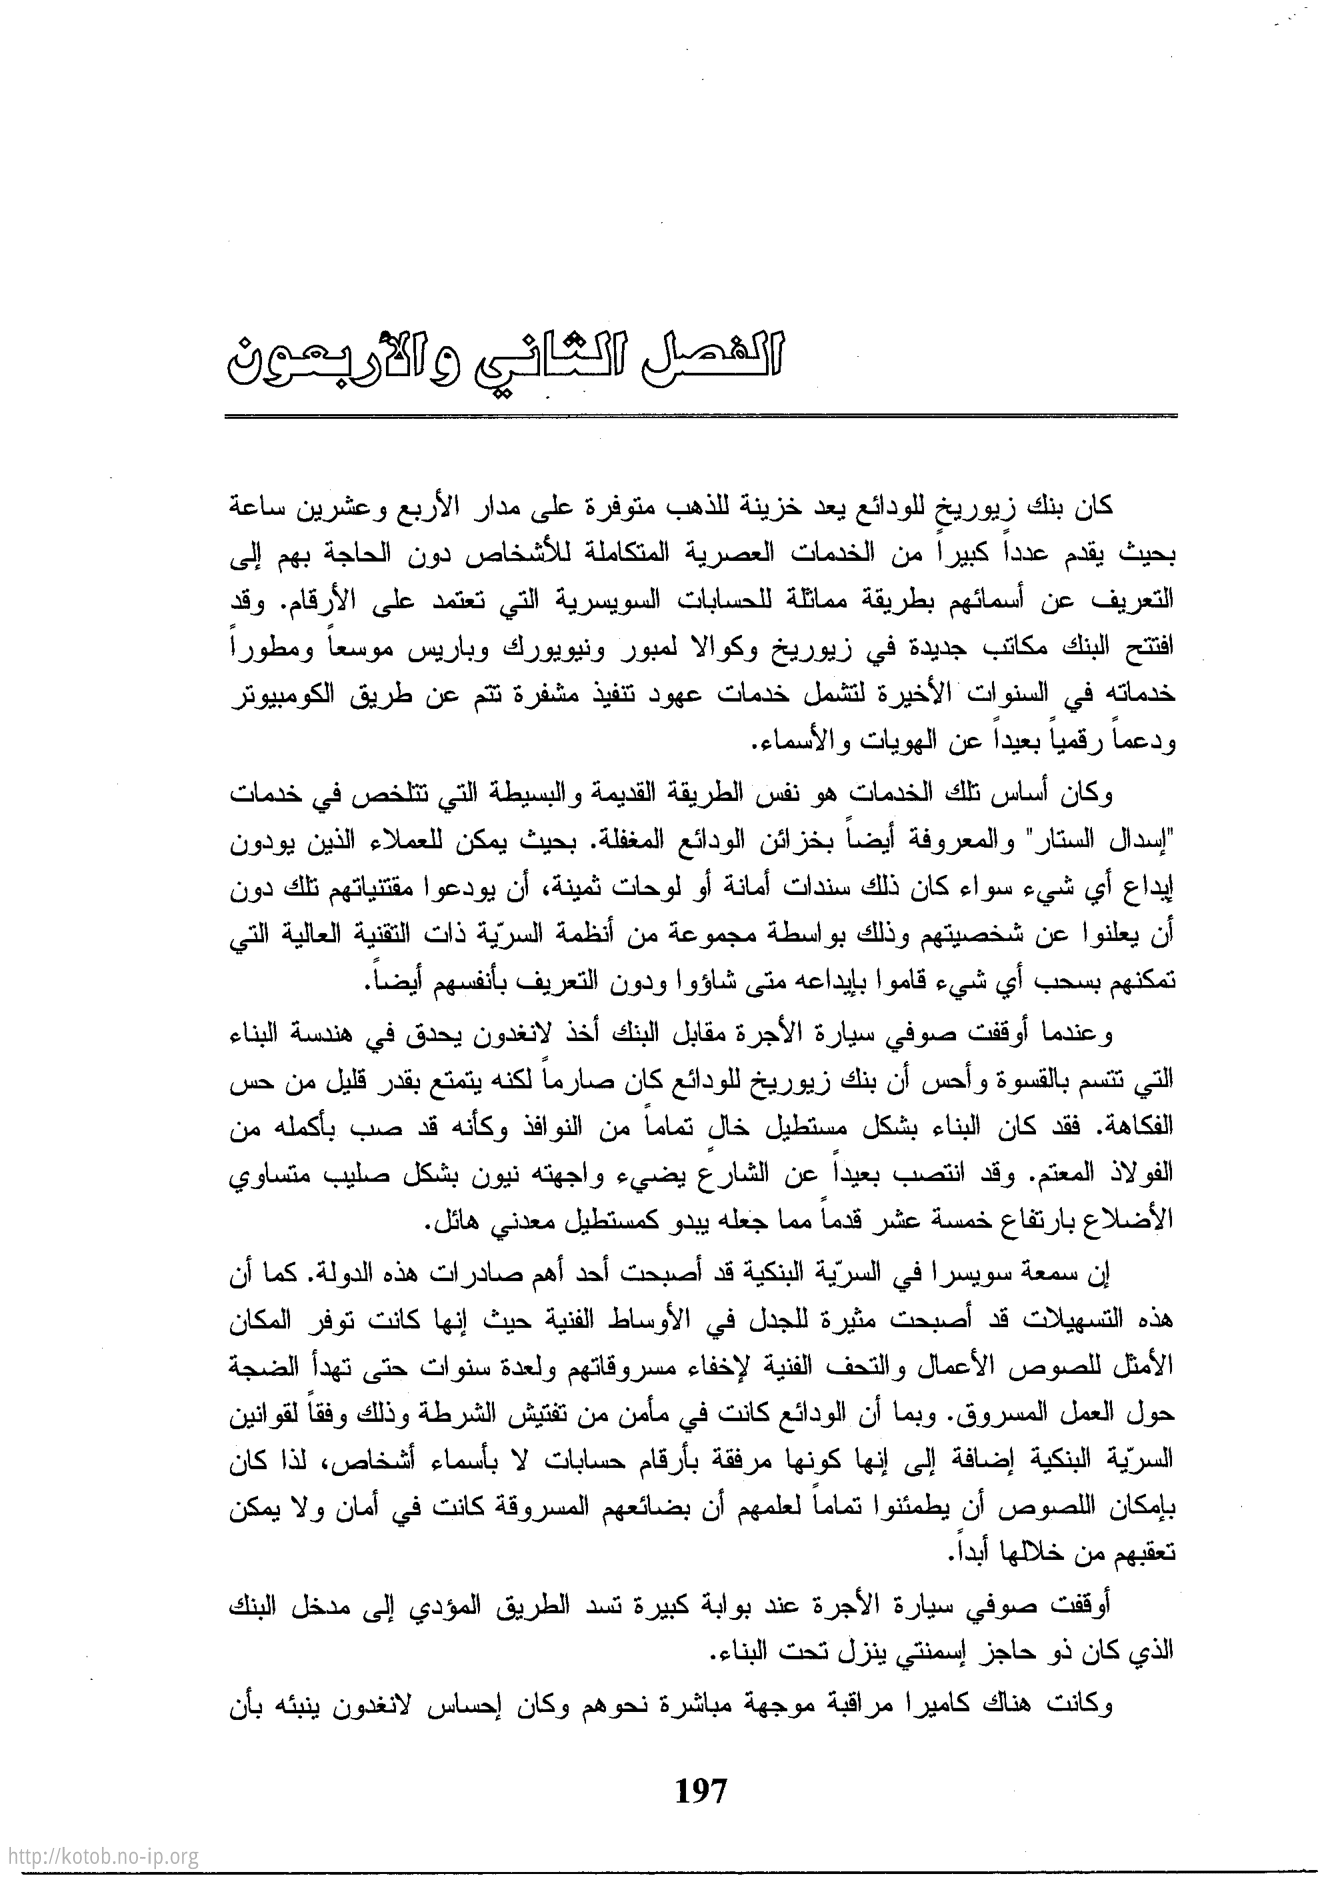 الفصل الثاني والأربعون
كان بنك زيوريخ للودائع يعد خزينة للذهب متوفرة على مدار الأربع وعشرين ساعة
بحيث يقدم عدداً كبيراً من الخدمات العصرية المتكاملة للأشخاص دون الحاجة بهم إلى
التعريف عن أسمائهم بطريقة مماثلة للحسابات السويسرية التي تعتمد على الأرقام. وقد
افتتح البنك مكاتب جديدة في زيوريخ وكوالا لمبور ونيويورك وباريس موسعاً ومطوراً
خدماته في السنوات الأخيرة لتشمل خدمات عهود تنفيذ مشفرة تتم عن طريق الكومبيوتر
ودعماً رقمياً بعيداً عن الهويات والأسماء.
وكان أساس تلك الخدمات هو نفس الطريقة القديمة والبسيطة التي تتلخص في خدمات
"إسدال الستار" والمعروفة أيضاً بخزائن الودائع المغفلة. بحيث يمكن للعملاء الذين يودون
إيداع أي شيء سواء كان ذلك سندات أمانة أو لوحات ثمينة، أن يودعوا مقتنياتهم تلك دون
أن يعلنوا عن شخصيتهم وذلك بواسطة مجموعة من أنظمة السريّة ذات التقنية العالية التي
تمكنهم بسحب أي شيء قاموا بإيداعه متى شاؤوا ودون التعريف بأنفسهم أيضاً.
وعندما أوقفت صوفي سيارة الأجرة مقابل البنك أخذ لانغدون يحدق في هندسة البناء
التي تتسم بالقسوة وأحس أن بنك زيوريخ للودائع كان صارماً لكنه يتمتع بقدر قليل من حس
الفكاهة. فقد كان البناء بشكل مستطيل خالٍ تماماً من النوافذ وكأنه قد صب بأكمله من
الفولاذ المعتم. وقد انتصب بعيداً عن الشارع يضيء واجهته نيون بشكل صليب متساوي
الأضلاع بارتفاع خمسة عشر قدماً مما جعله يبدو كمستطيل معدني هائل.
إن سمعة سويسرا في السريّة البنكية قد أصبحت أحد أهم صادرات هذه الدولة. كما أن
هذه التسهيلات قد أصبحت مثيرة للجدل في الأوساط الفنية حيث إنها كانت توفر المكان
الأمثل للصوص الأعمال والتحف الفنية لإخفاء مسروقاتهم ولعدة سنوات حتى تهدأ الضجة
حول العمل المسروق. وبما أن الودائع كانت في مأمن من تفتيش الشرطة وذلك وفقاً لقوانين
السريّة البنكية إضافة إلى إنها كونها مرفقة بأرقام حسابات لا بأسماء أشخاص، لذا كان
بإمكان اللصوص أن يطمئنوا تماماً لعلمهم أن بضائعهم المسروقة كانت في أمان ولا يمكن
تعقبهم من خلالها أبداً.
أوقفت صوفي سيارة الأجرة عند بوابة كبيرة تسد الطريق المؤدي إلى مدخل البنك
الذي كان ذو حاجز إسمنتي ينزل تحت البناء.
وكانت هناك كاميرا مراقبة موجهة مباشرة نحوهم وكان إحساس لانغدون ينبئه بأن
197
http://kotob.no-ip.org